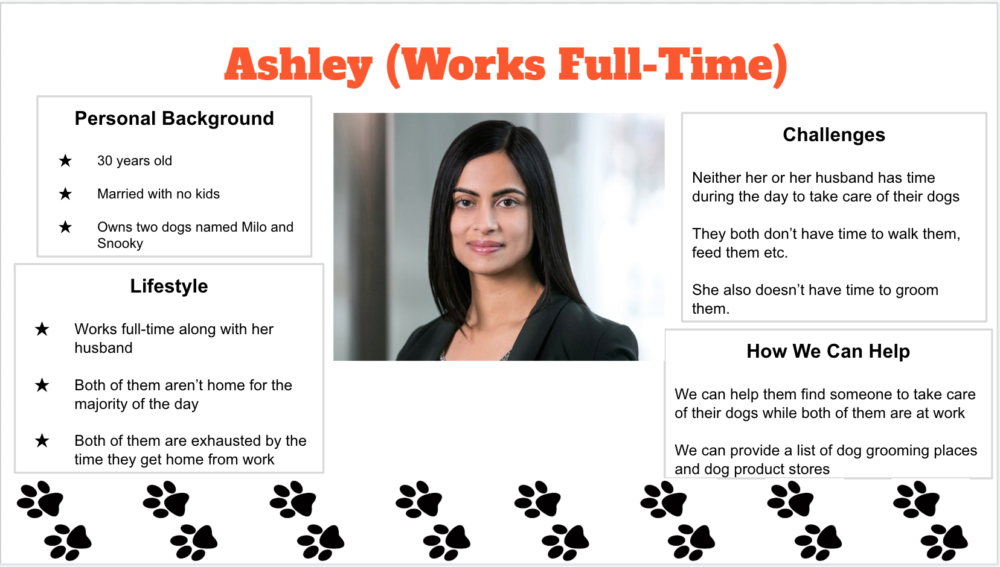 Ashley (Works Full-Time)
Personal Background
★ 30 years old
★ Married with no kids
★ Owns two dogs named Milo and
Snooky
Lifestyle
★ Works full-time along with her
husband
★ Both of them aren’t home for the
majority of the day
★ Both of them are exhausted by the
time they get home from work
Challenges
Neither her or her husband has time
during the day to take care of their dogs
They both don’t have time to walk them,
feed them etc.
She also doesn’t have time to groom
them.
How We Can Help
We can help them find someone to take care
of their dogs while both of them are at work
We can provide a list of dog grooming places
and dog product stores